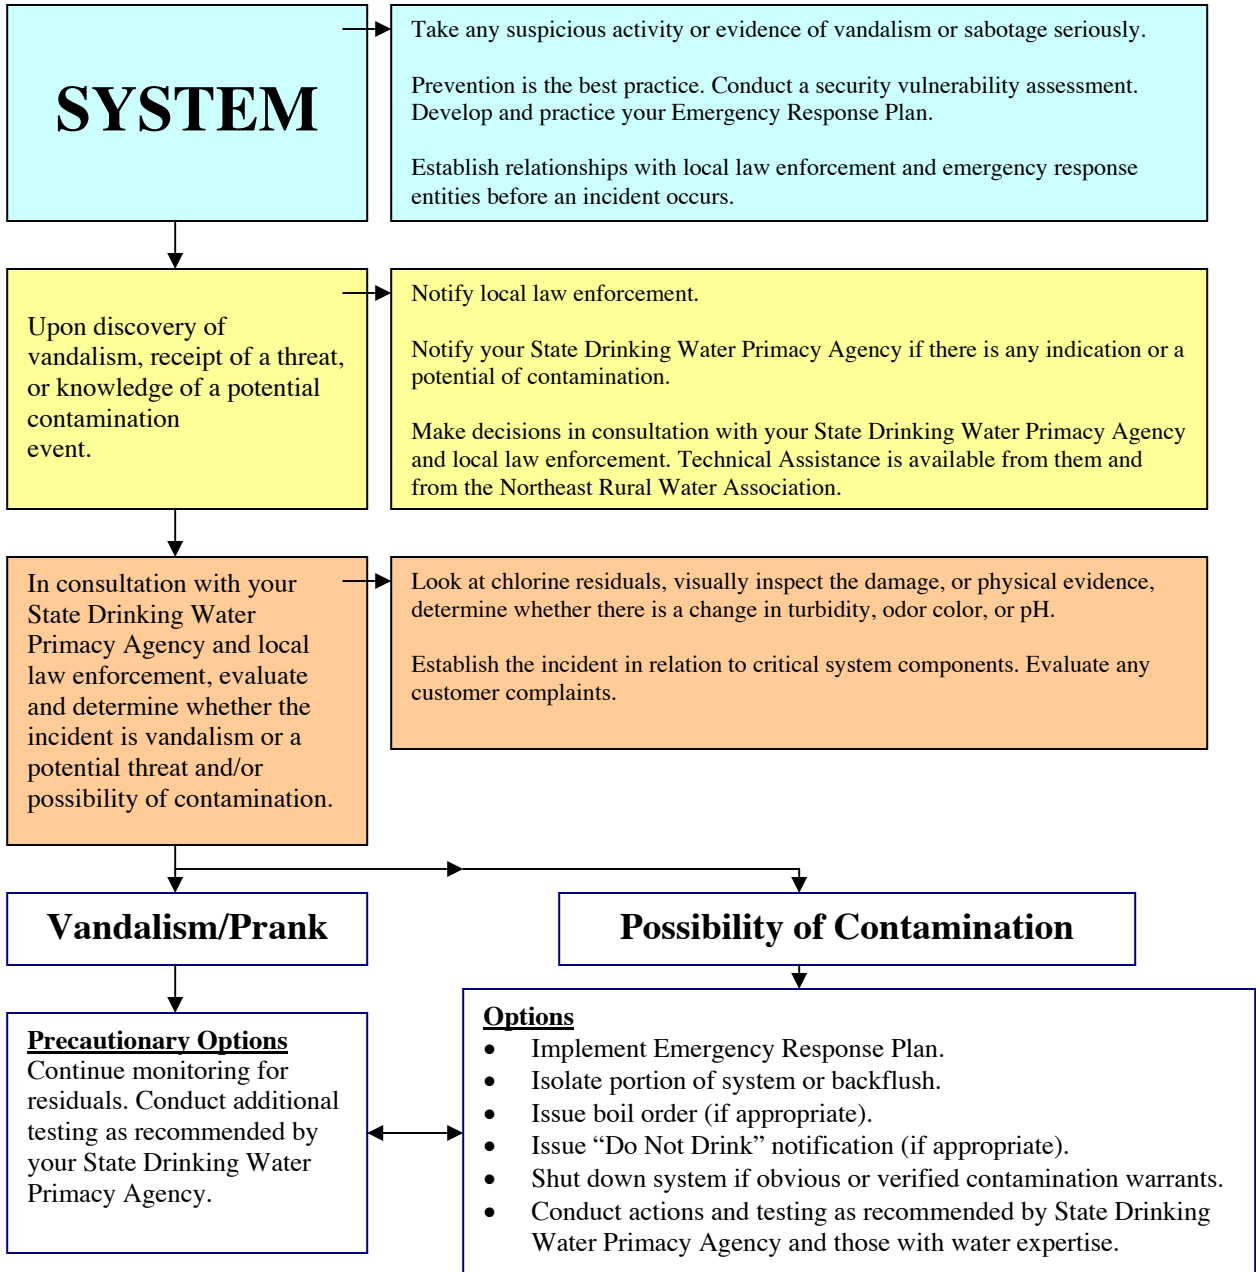 SYSTEM
Take any suspicious activity or evidence of vandalism or sabotage seriously.
Prevention is the best practice. Conduct a security vulnerability assessment.
Develop and practice your Emergency Response Plan.
Establish relationships with local law enforcement and emergency response
entities before an incident occurs.
Upon discovery of
vandalism, receipt of a threat,
or knowledge of a potential
contamination
event.
Notify local law enforcement.
Notify your State Drinking Water Primacy Agency if there is any indication or a
potential of contamination.
Make decisions in consultation with your State Drinking Water Primacy Agency
and local law enforcement. Technical Assistance is available from them and
from the Northeast Rural Water Association.
In consultation with your
State Drinking Water
Primacy Agency and local
law enforcement, evaluate
and determine whether the
incident is vandalism or a
potential threat and/or
possibility of contamination.
Look at chlorine residuals, visually inspect the damage, or physical evidence,
determine whether there is a change in turbidity, odor color, or pH.
Establish the incident in relation to critical system components. Evaluate any
customer complaints.
Vandalism/Prank
Possibility of Contamination
Precautionary Options
Continue monitoring for
residuals. Conduct additional
testing as recommended by
your State Drinking Water
Primacy Agency.
Options
• Implement Emergency Response Plan.
• Isolate portion of system or backflush.
• Issue boil order (if appropriate).
• Issue “Do Not Drink” notification (if appropriate).
• Shut down system if obvious or verified contamination warrants.
• Conduct actions and testing as recommended by State Drinking
Water Primacy Agency and those with water expertise.